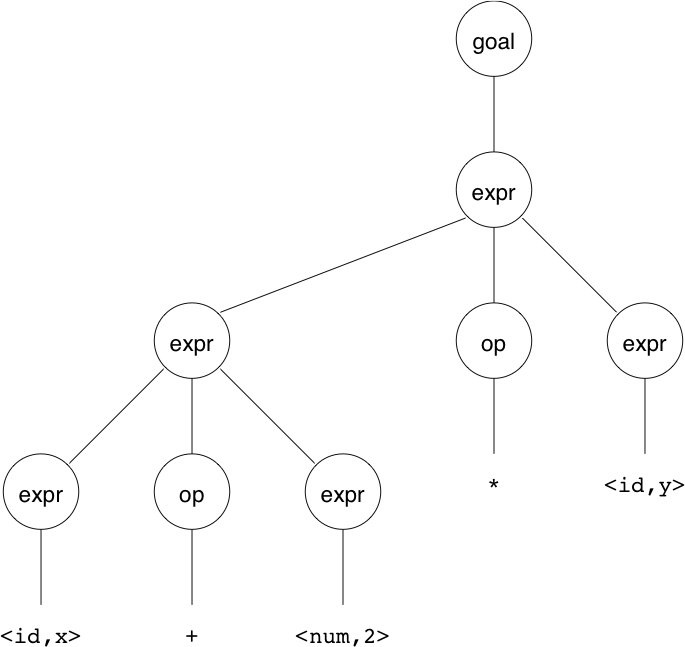 goal
expr
expr op expr
expr op expr * <id,y>
<id,x> + <num,2>